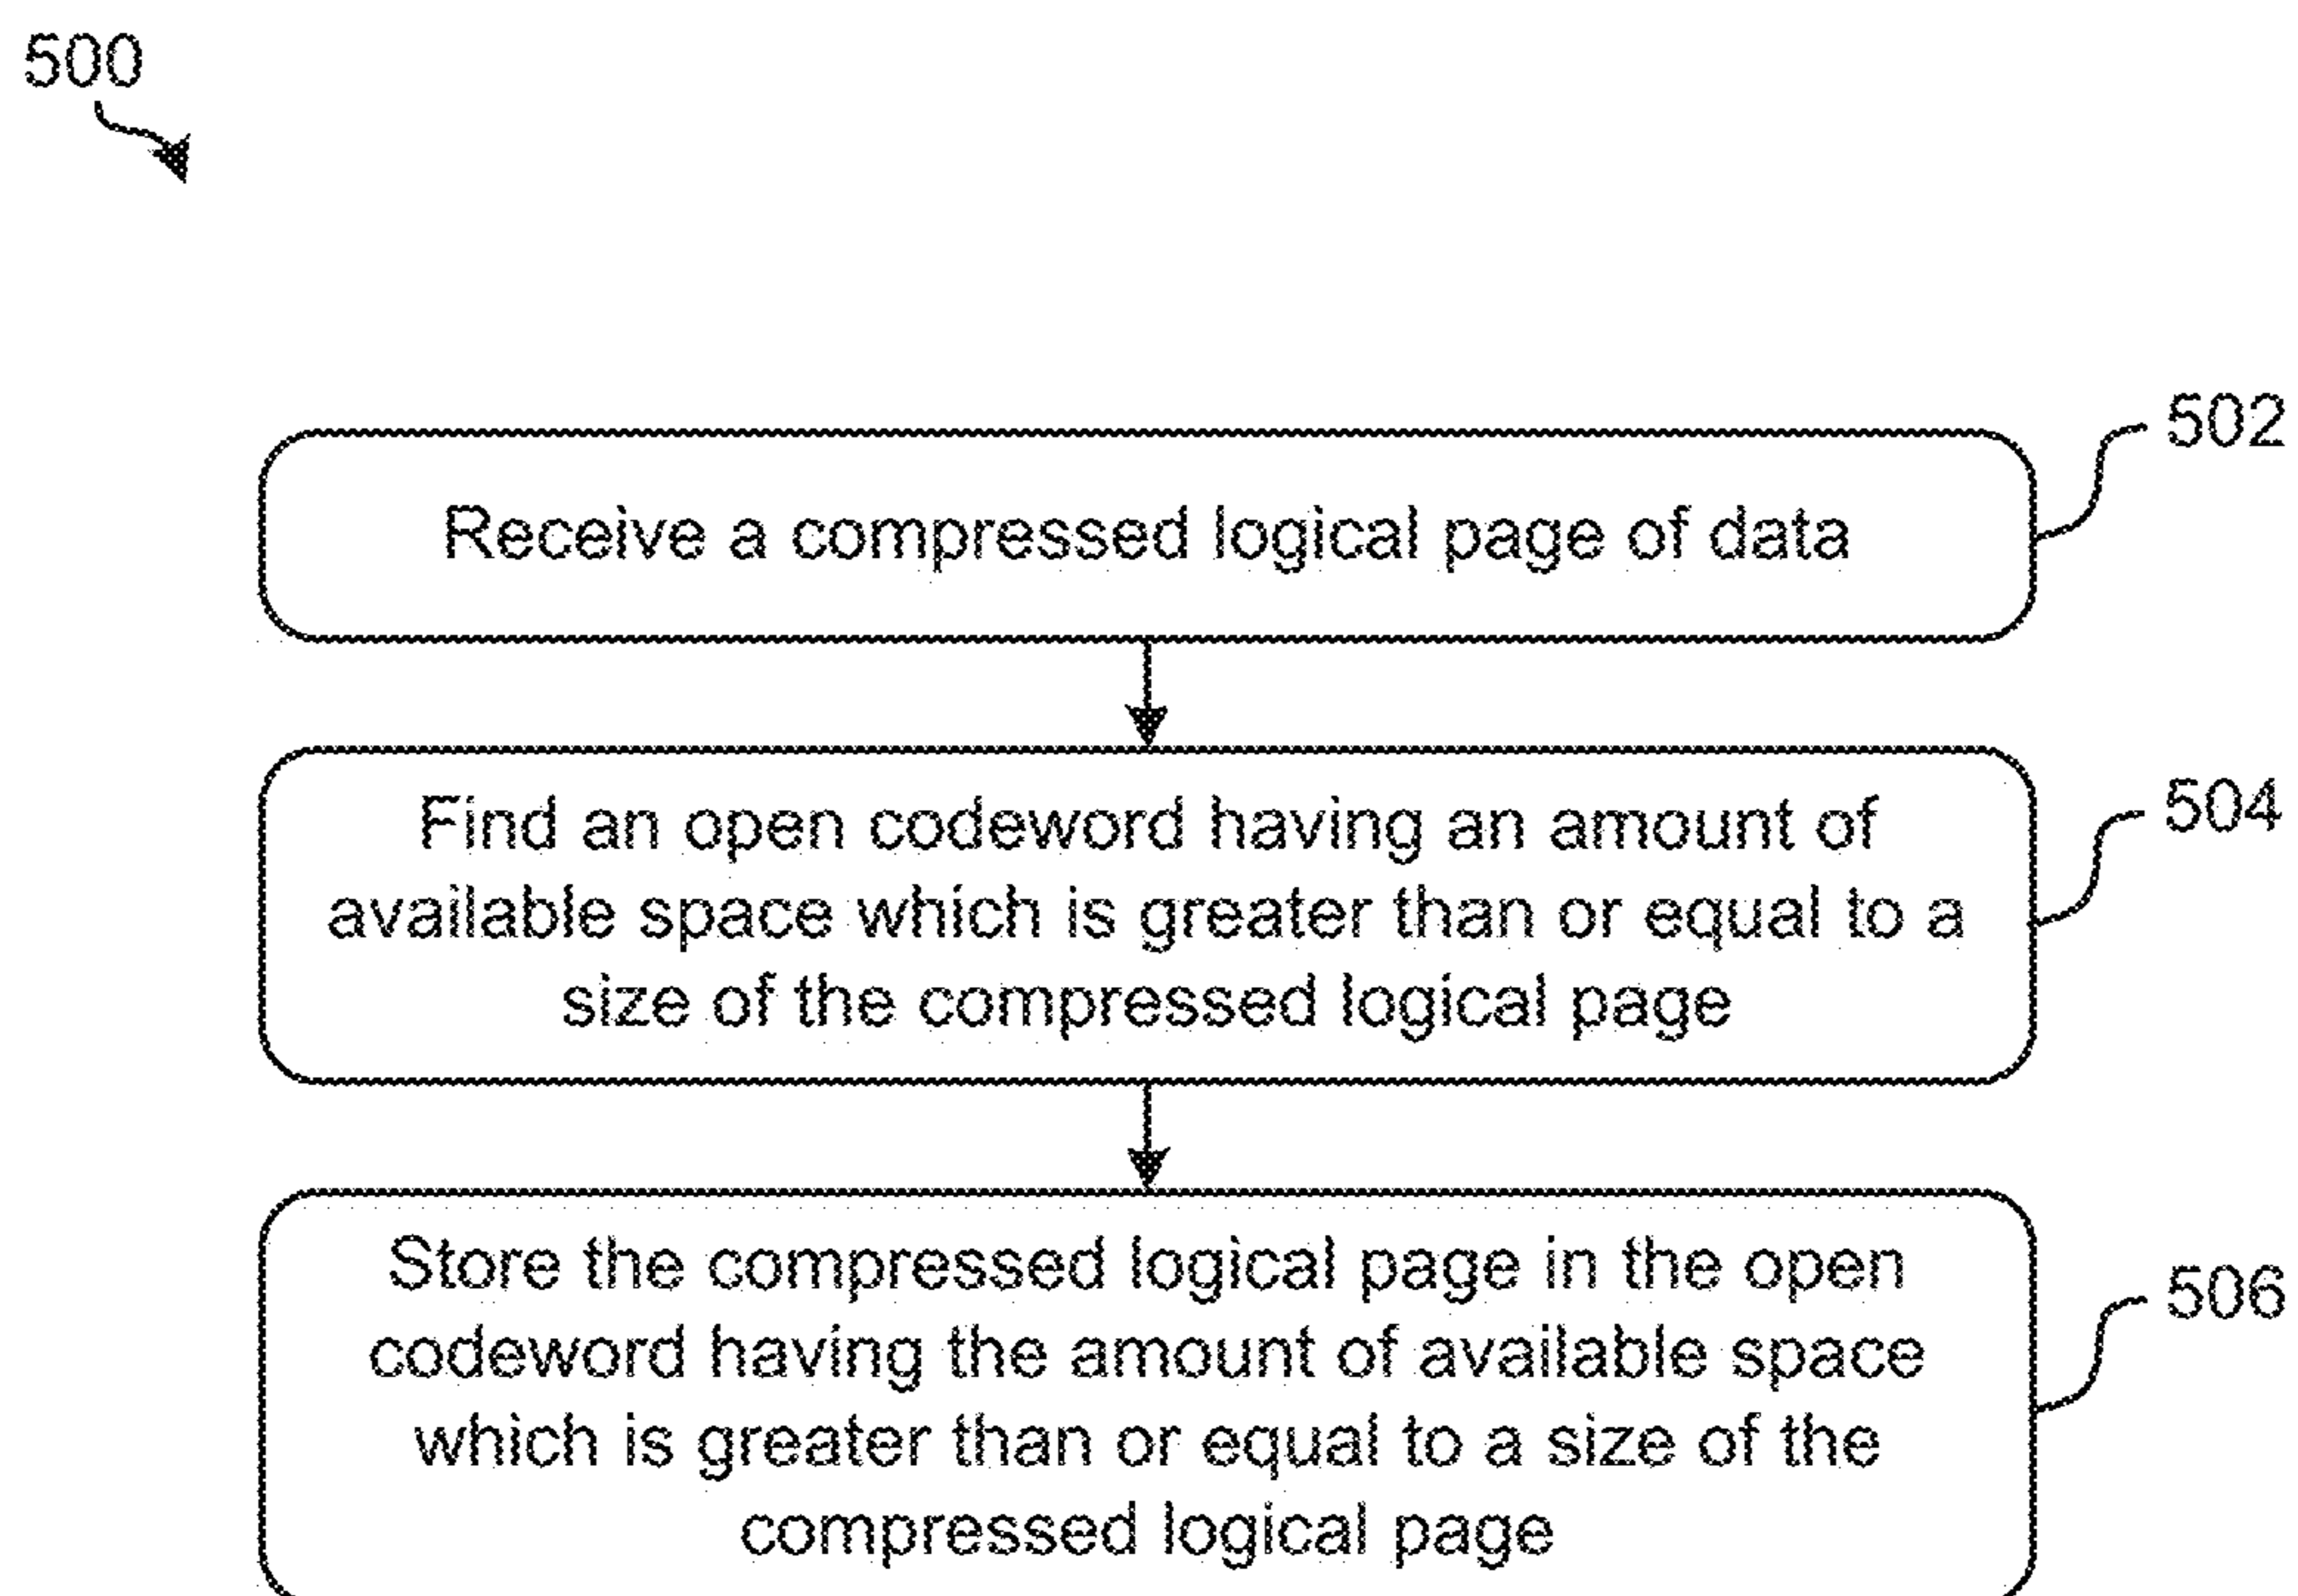 500
502
Receive a compressed logical page of data
504
Find an open codeword having an amount of
available space which is greater than or equal to a
size of the compressed logical page
506
Store the compressed logical page in the open
codeword having the amount of available space
which is greater than or equal to a size of the
compressed logical page